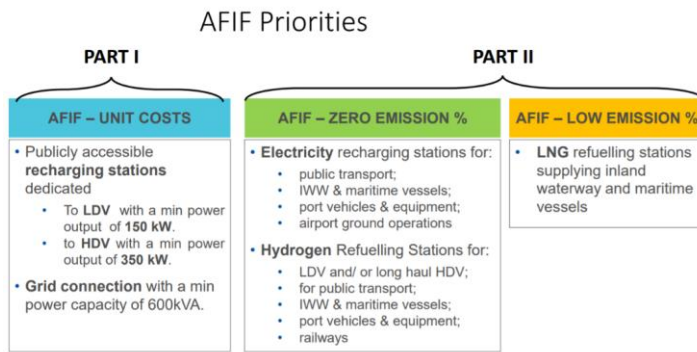 AFIF Priorities
PART I
PART II
AFIF – UNIT COSTS
• Publicly accessible
recharging stations
dedicated
• To LDV with a min power
output of 150 kW.
• to HDV with a min power
output of 350 kW.
• Grid connection with a min
power capacity of 600kVA.
AFIF – ZERO EMISSION %
• Electricity recharging stations for:
• public transport;
• IWW & maritime vessels;
• port vehicles & equipment;
• airport ground operations
• Hydrogen Refuelling Stations for:
• LDV and/ or long haul HDV;
• for public transport;
• IWW & maritime vessels;
• port vehicles & equipment;
• railways
AFIF – LOW EMISSION %
• LNG refuelling stations
supplying inland
waterway and maritime
vessels